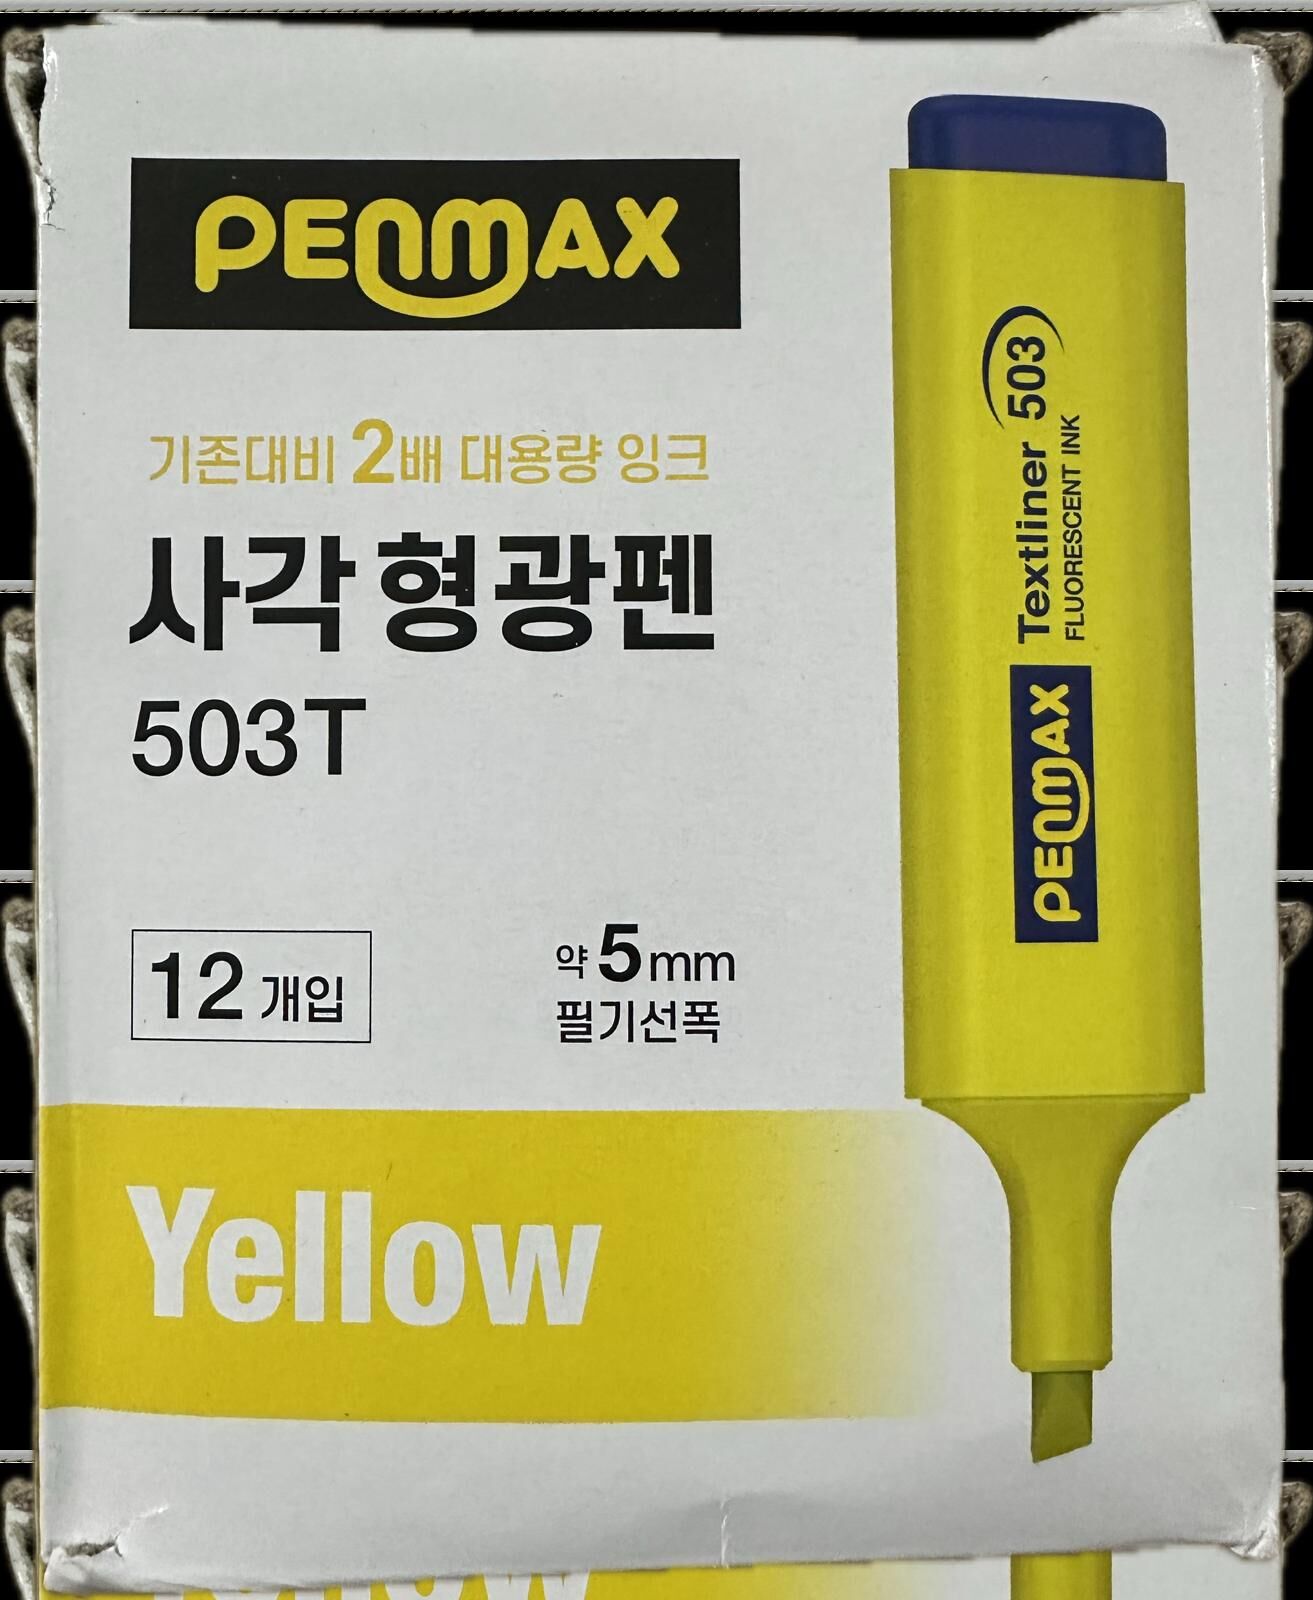 PENMAX
기존대비 2배 대용량 잉크
사각 형광펜
503T
12 개입
약 5mm
필기선폭
Yellow
Textliner 503
FLUORESCENT INK
PENMAX
Yellow